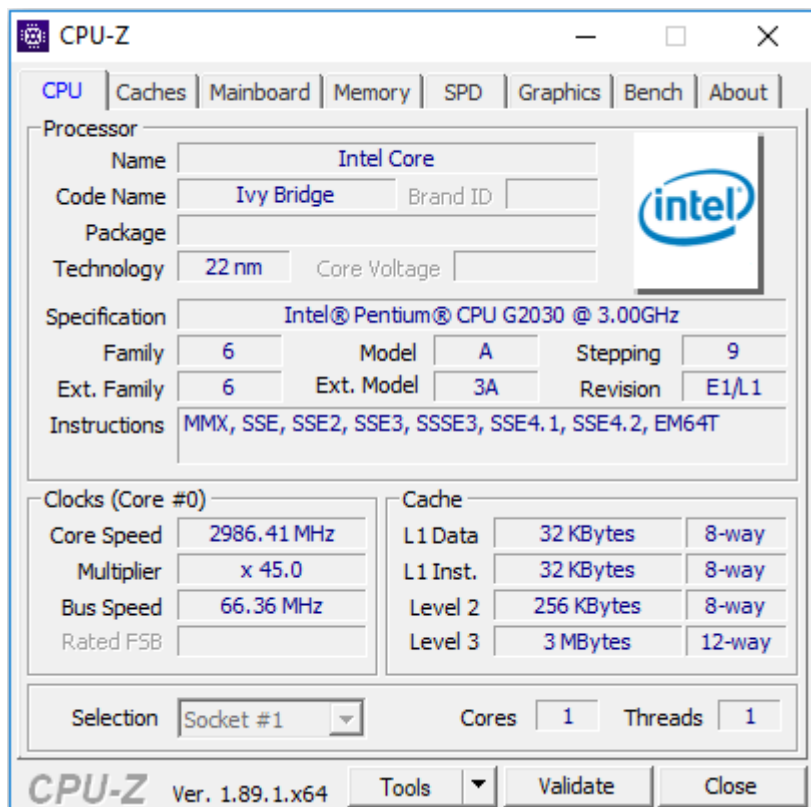 CPU-Z
CPU Caches Mainboard Memory SPD Graphics Bench About
Processor
Name Intel Core
Code Name Ivy Bridge Brand ID
Package
Technology 22 nm Core Voltage
intel
Specification Intel® Pentium® CPU G2030 @ 3.00GHz
Family 6 Model A Stepping 9
Ext. Family 6 Ext. Model 3A Revision E1/L1
Instructions MMX, SSE, SSE2, SSE3, SSSE3, SSE4.1, SSE4.2, EM64T
Clocks (Core #0) Cache
Core Speed 2986.41 MHz L1 Data 32 KBytes 8-way
Multiplier x 45.0 L1 Inst. 32 KBytes 8-way
Bus Speed 66.36 MHz Level 2 256 KBytes 8-way
Rated FSB Level 3 3 MBytes 12-way
Selection Socket #1 Cores 1 Threads 1
CPU-Z Ver. 1.89.1.x64 Tools Validate Close